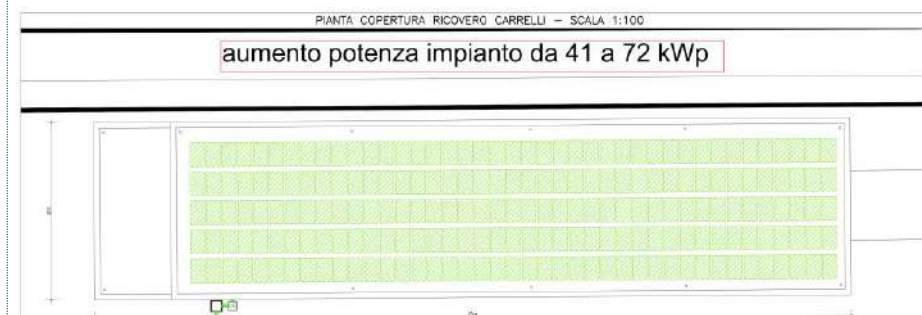 PIANTA COPERTURA RICOVERO CARRELLI – SCALA 1:100
aumento potenza impianto da 41 a 72 kWp